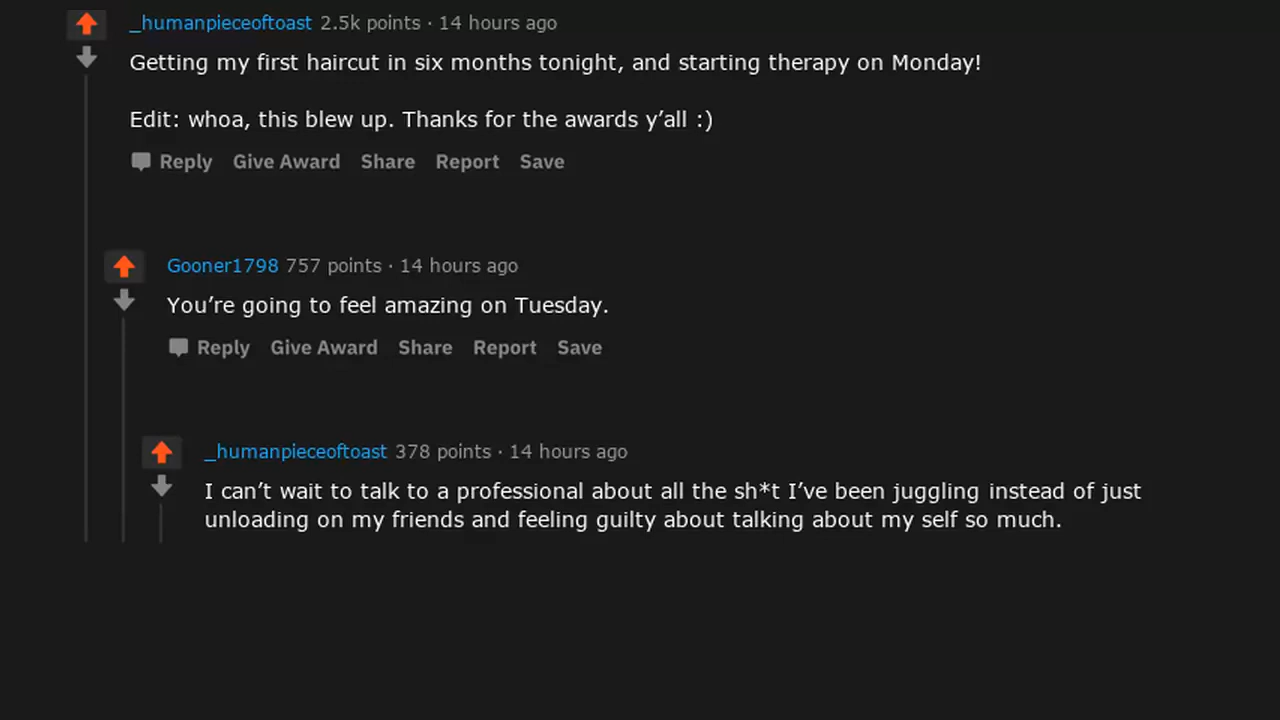 _humanpieceoftoast 2.5k points · 14 hours ago
Getting my first haircut in six months tonight, and starting therapy on Monday!
Edit: whoa, this blew up. Thanks for the awards y’all :)
Reply Give Award Share Report Save
Gooner1798 757 points · 14 hours ago
You’re going to feel amazing on Tuesday.
Reply Give Award Share Report Save
_humanpieceoftoast 378 points · 14 hours ago
I can’t wait to talk to a professional about all the sh*t I’ve been juggling instead of just
unloading on my friends and feeling guilty about talking about my self so much.